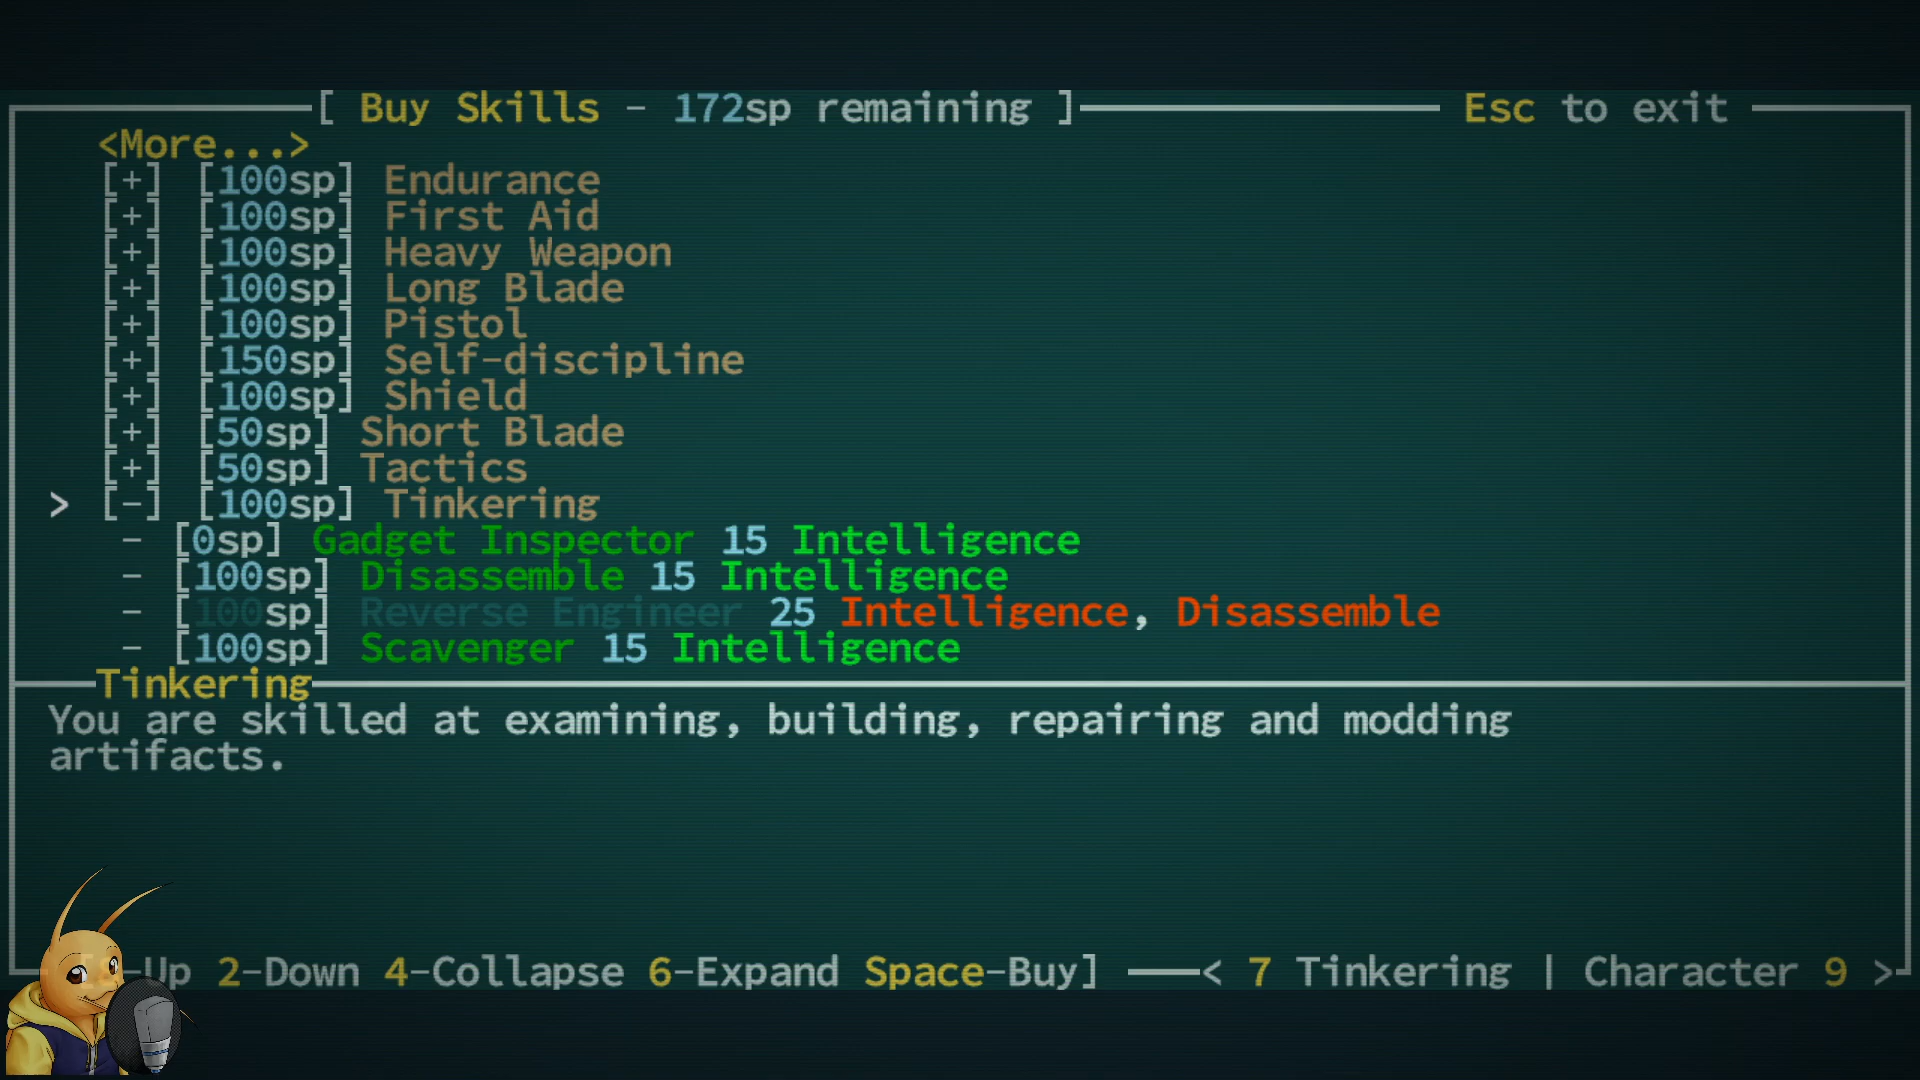 [ Buy Skills - 172sp remaining ] Esc to exit
<More...>
[+] [100sp] Endurance
[+] [100sp] First Aid
[+] [100sp] Heavy Weapon
[+] [100sp] Long Blade
[+] [100sp] Pistol
[+] [150sp] Self-discipline
[+] [100sp] Shield
[+] [50sp] Short Blade
[+] [50sp] Tactics
> [-] [100sp] Tinkering
- [0sp] Gadget Inspector 15 Intelligence
- [100sp] Disassemble 15 Intelligence
- [100sp] Reverse Engineer 25 Intelligence, Disassemble
- [100sp] Scavenger 15 Intelligence
Tinkering
You are skilled at examining, building, repairing and modding
artifacts.
-Up 2-Down 4-Collapse 6-Expand Space-Buy] < 7 Tinkering | Character 9 >